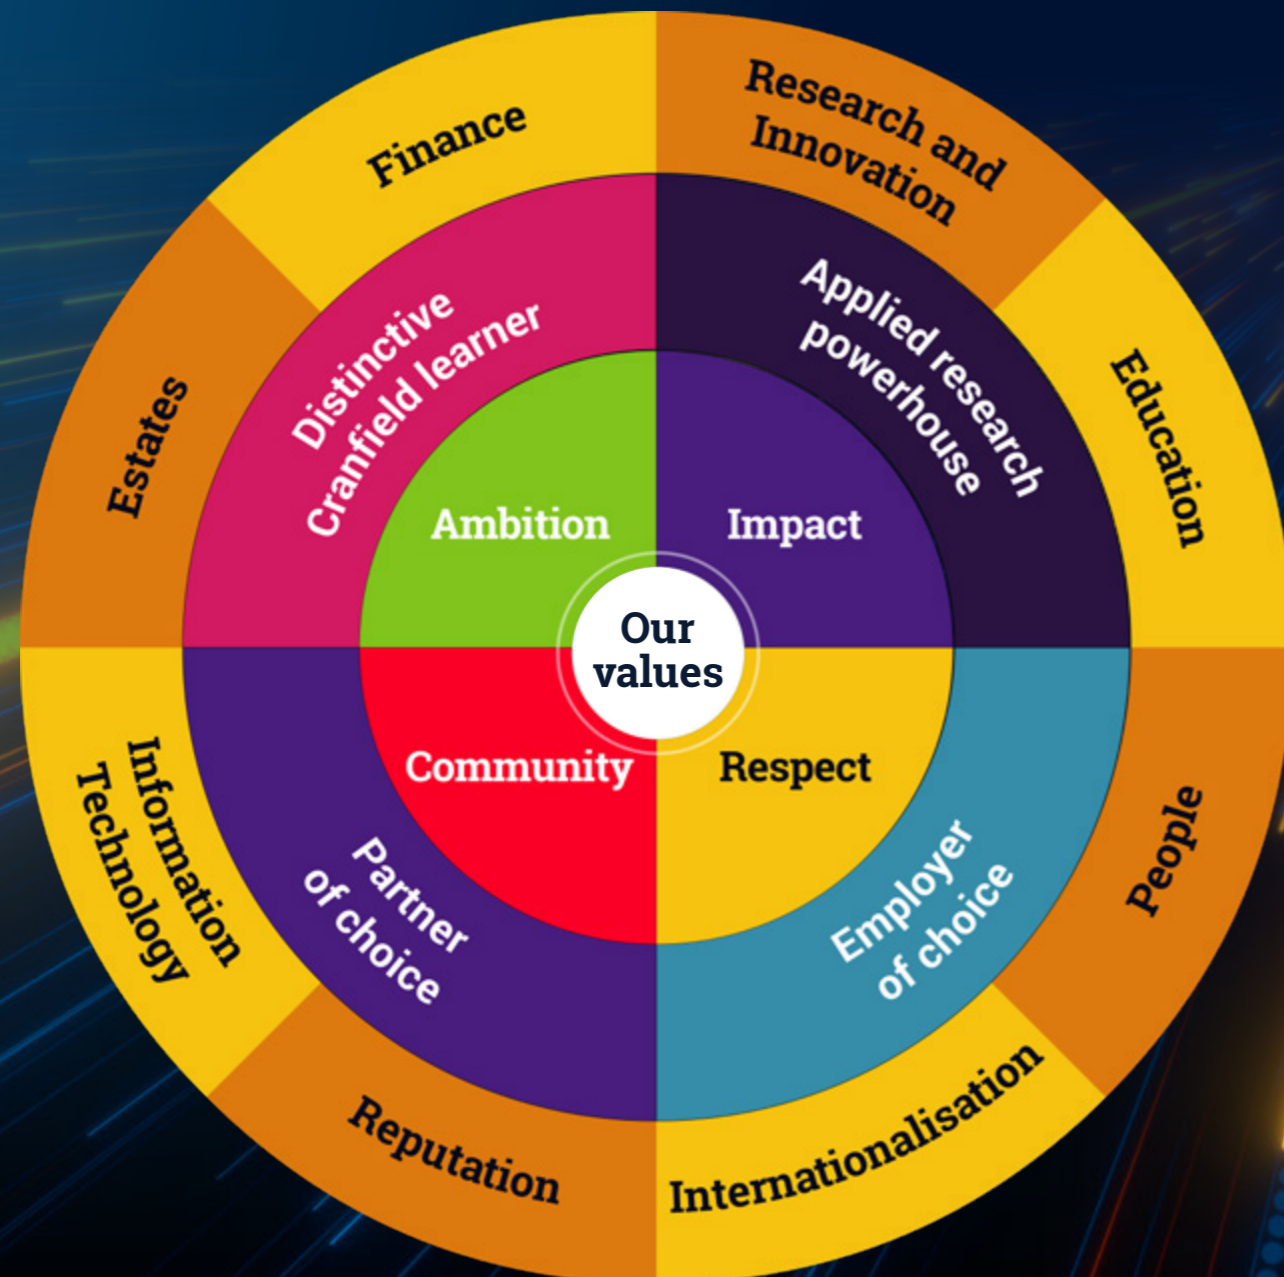 Finance
Research and
Innovation
Distinctive
Cranfield learner
Applied research
powerhouse
Estates
Education
Ambition
Impact
Our
values
Community
Respect
Information
Technology
Partner
of choice
Employer
of choice
People
Reputation
Internationalisation